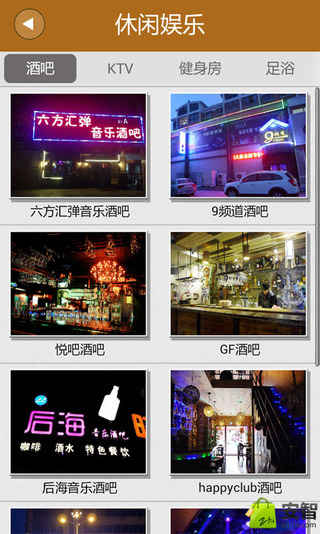 休闲娱乐
酒吧 KTV 健身房 足浴
六方汇弹
音乐酒吧
六方汇弹音乐酒吧 9频道酒吧
悦吧酒吧 GF酒吧
后海
音乐酒吧
咖啡 酒水 特色餐饮
后海音乐酒吧 happyclub酒吧
安智